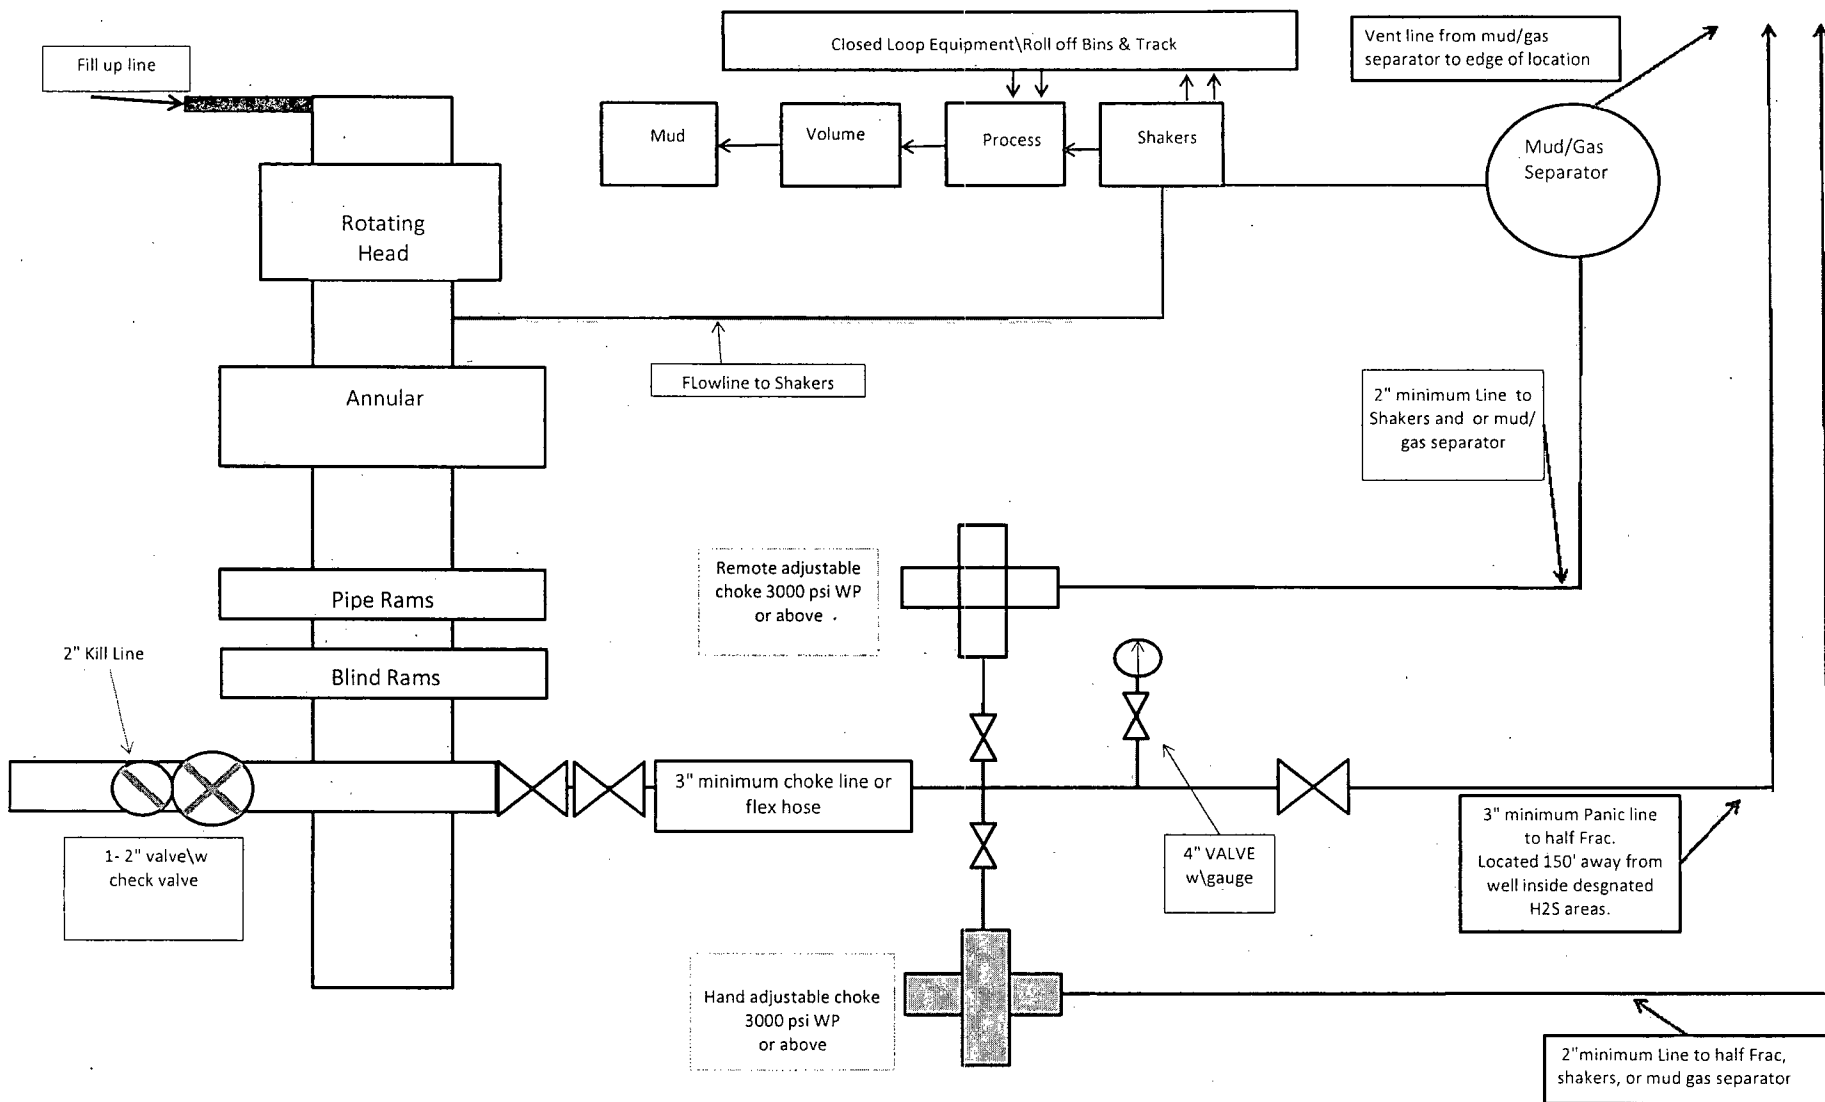 Closed Loop Equipment\Roll off Bins & Track
Vent line from mud/gas
separator to edge of location
Fill up line
Mud
Volume
Process
Shakers
Mud/Gas
Separator
Rotating
Head
FLowline to Shakers
Annular
2" minimum Line to
Shakers and or mud/
gas separator
Remote adjustable
choke 3000 psi WP
or above
Pipe Rams
2" Kill Line
Blind Rams
3" minimum choke line or
flex hose
1- 2" valve\w
check valve
4" VALVE
w\gauge
3" minimum Panic line
to half Frac.
Located 150' away from
well inside desgnated
H2S areas.
Hand adjustable choke
3000 psi WP
or above
2"minimum Line to half Frac,
shakers, or mud gas separator